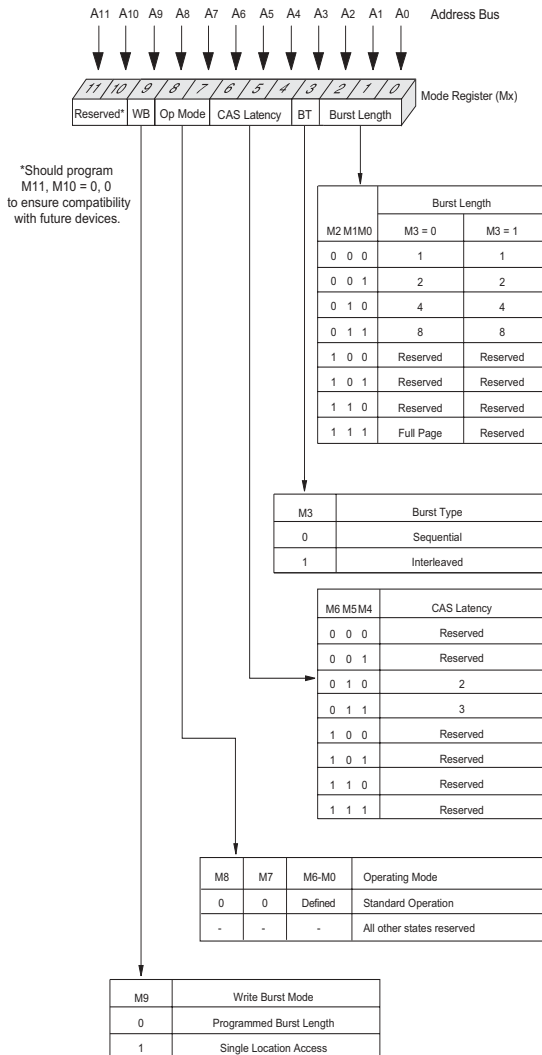 A11 A10 A9 A8 A7 A6 A5 A4 A3 A2 A1 A0 Address Bus
11 10 9 8 7 6 5 4 3 2 1 0
Mode Register (Mx)
Reserved* WB Op Mode CAS Latency BT Burst Length
*Should program
M11, M10 = 0, 0
to ensure compatibility
with future devices.
Burst Length
M2 M1M0 M3 = 0 M3 = 1
0 0 0 1 1
0 0 1 2 2
0 1 0 4 4
0 1 1 8 8
1 0 0 Reserved Reserved
1 0 1 Reserved Reserved
1 1 0 Reserved Reserved
1 1 1 Full Page Reserved
M3 Burst Type
0 Sequential
1 Interleaved
M6 M5M4 CAS Latency
0 0 0 Reserved
0 0 1 Reserved
0 1 0 2
0 1 1 3
1 0 0 Reserved
1 0 1 Reserved
1 1 0 Reserved
1 1 1 Reserved
M8 M7 M6-M0 Operating Mode
0 0 Defined Standard Operation
- - - All other states reserved
M9 Write Burst Mode
0 Programmed Burst Length
1 Single Location Access